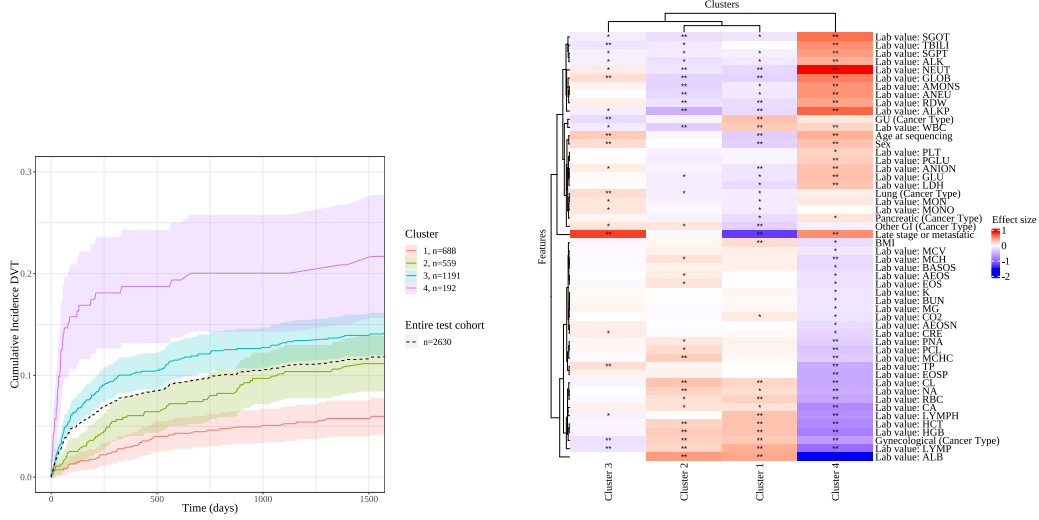 Clusters
Cumulative Incidence DVT
0.3
0.2
0.1
0.0
0
500
1000
1500
Time (days)
Cluster
1, n=688
2, n=559
3, n=1191
4, n=192
Entire test cohort
n=2630
Features
Lab value: SGOT
Lab value: TBILI
Lab value: SGPT
Lab value: ALK
Lab value: NEUT
Lab value: GLOB
Lab value: AMONS
Lab value: ANEU
Lab value: RDW
Lab value: ALKP
GU (Cancer Type)
Lab value: WBC
Age at sequencing
Sex
Lab value: PLT
Lab value: PGLU
Lab value: ANION
Lab value: GLU
Lab value: LDH
Lung (Cancer Type)
Lab value: MON
Lab value: MONO
Pancreatic (Cancer Type)
Other GI (Cancer Type)
Late stage or metastatic
BMI
Lab value: MCV
Lab value: MCH
Lab value: BASOS
Lab value: AEOS
Lab value: EOS
Lab value: K
Lab value: BUN
Lab value: MG
Lab value: CO2
Lab value: AEOSN
Lab value: CRE
Lab value: PNA
Lab value: PCL
Lab value: MCHC
Lab value: TP
Lab value: EOSP
Lab value: CL
Lab value: NA
Lab value: RBC
Lab value: CA
Lab value: LYMPH
Lab value: HCT
Lab value: HGB
Gynecological (Cancer Type)
Lab value: LYMP
Lab value: ALB
Cluster 3
Cluster 2
Cluster 1
Cluster 4
Effect size
1
0
-1
-2